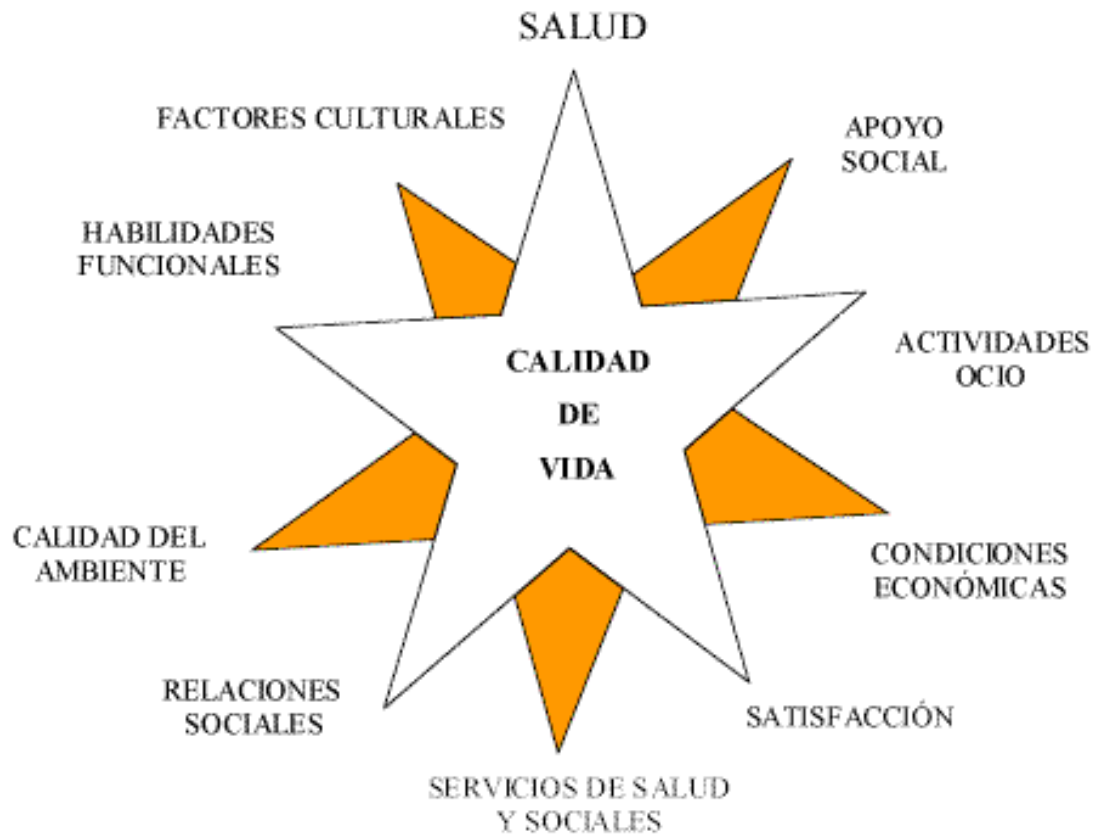 SALUD
FACTORES CULTURALES
APOYO
SOCIAL
HABILIDADES
FUNCIONALES
ACTIVIDADES
OCIO
CALIDAD
DE
VIDA
CALIDAD DEL
AMBIENTE
CONDICIONES
ECONÓMICAS
RELACIONES
SOCIALES
SATISFACCIÓN
SERVICIOS DE SALUD
Y SOCIALES